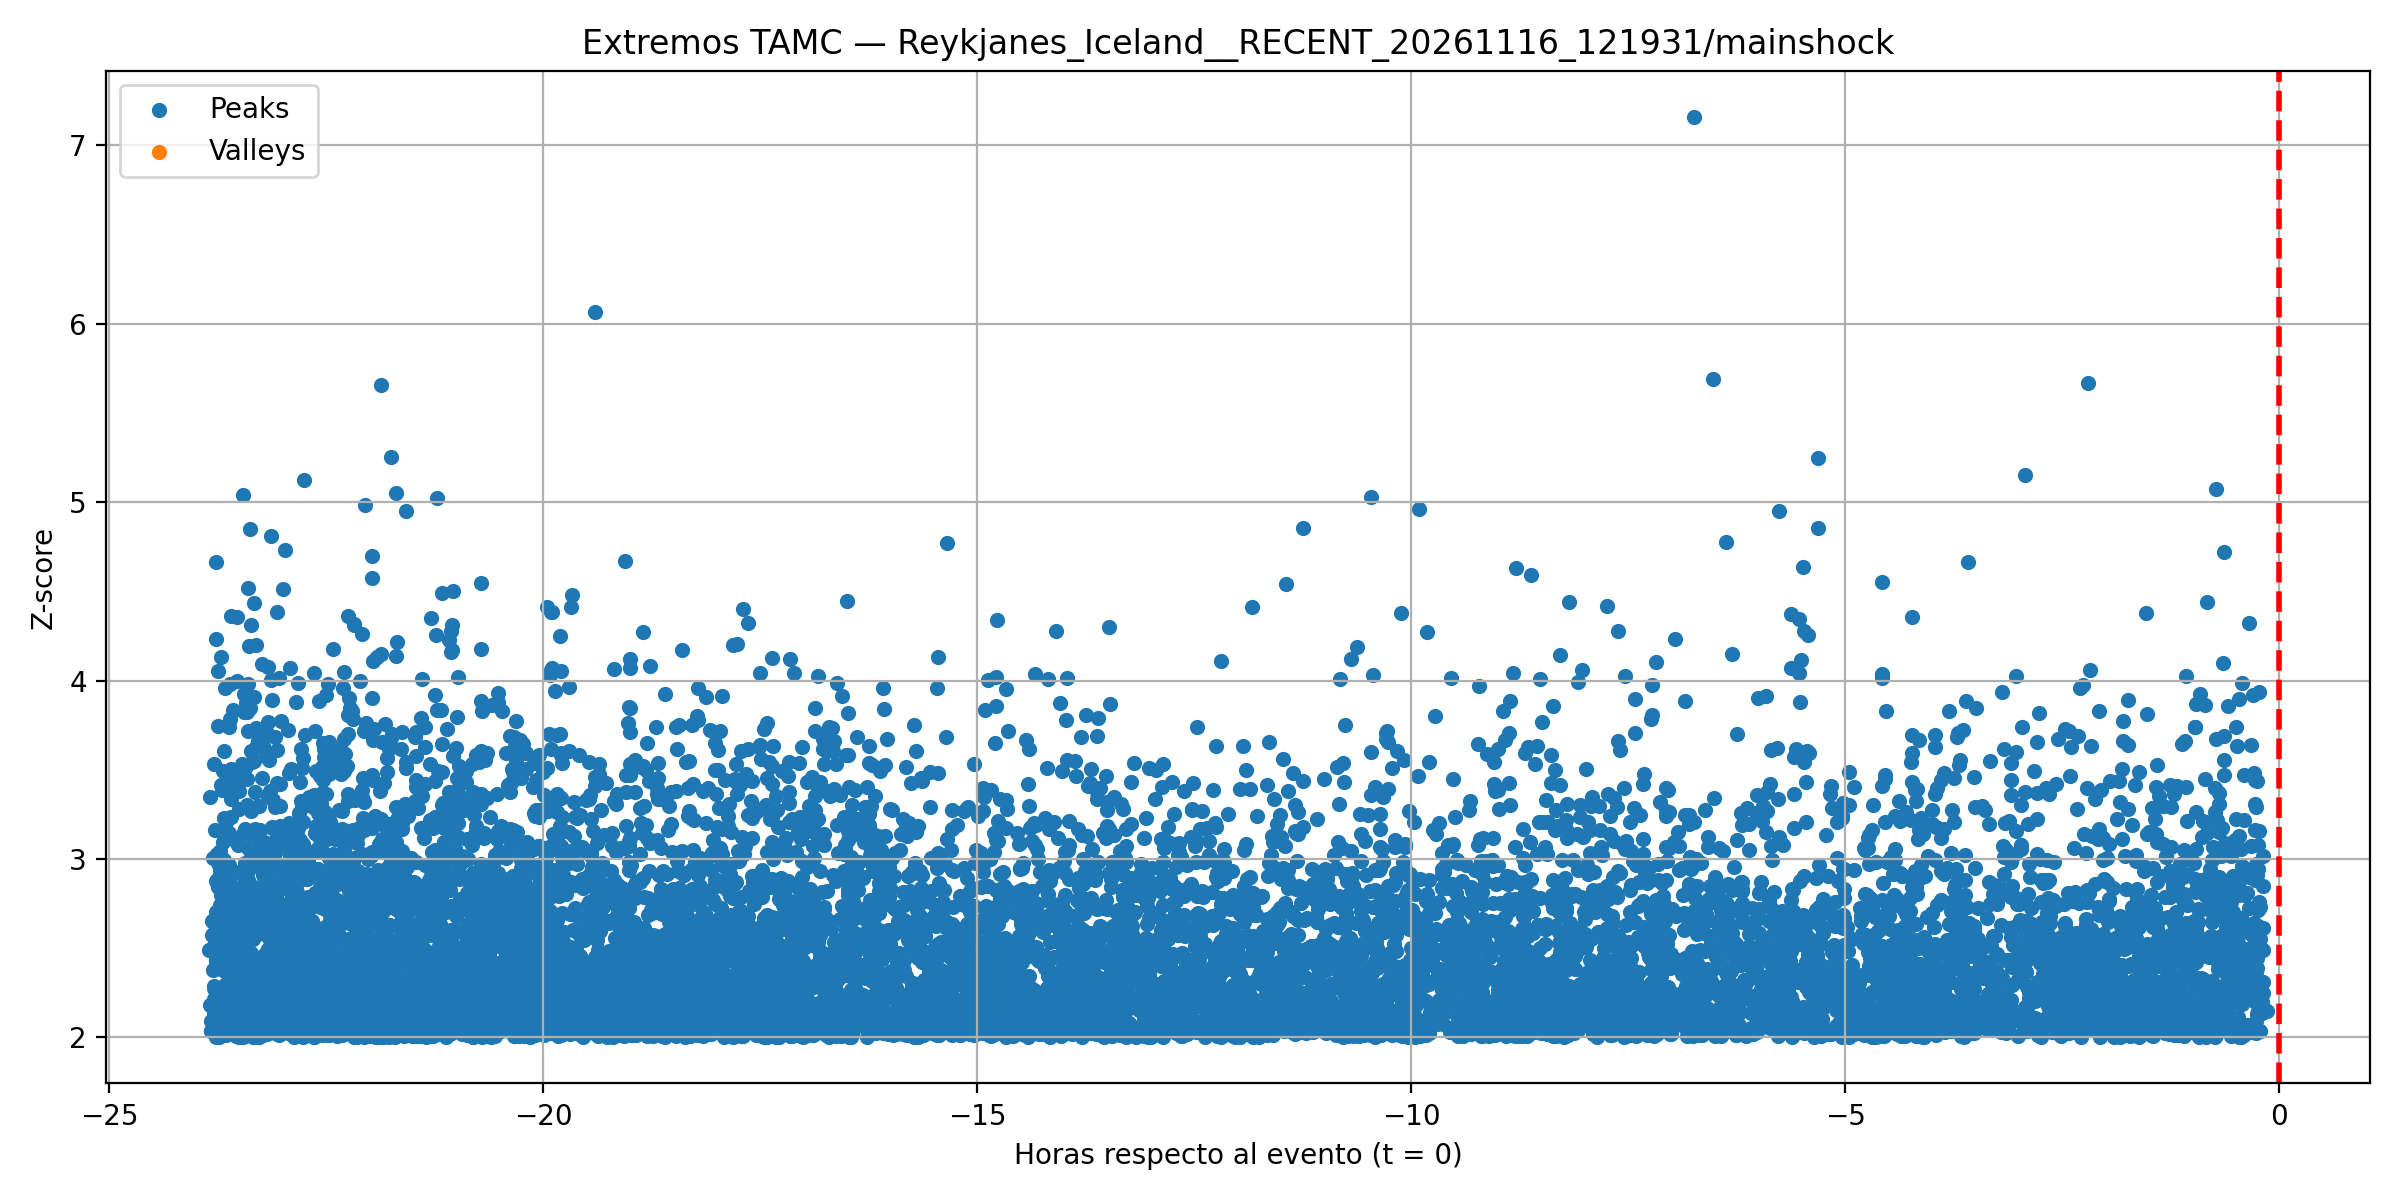 Extremos TAMC — Reykjanes_Iceland__RECENT_20261116_121931/mainshock
Peaks
Valleys
7
6
5
4
3
2
Z-score
−25
−20
−15
−10
−5
0
Horas respecto al evento (t = 0)